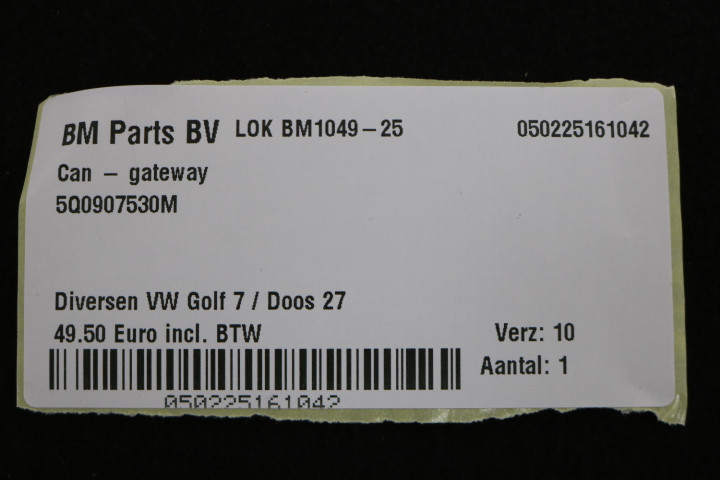 BM Parts BV LOK BM1049-25 050225161042
Can - gateway
5Q0907530M
Diversen VW Golf 7 / Doos 27
49.50 Euro incl. BTW Verz: 10
Aantal: 1
050225161042